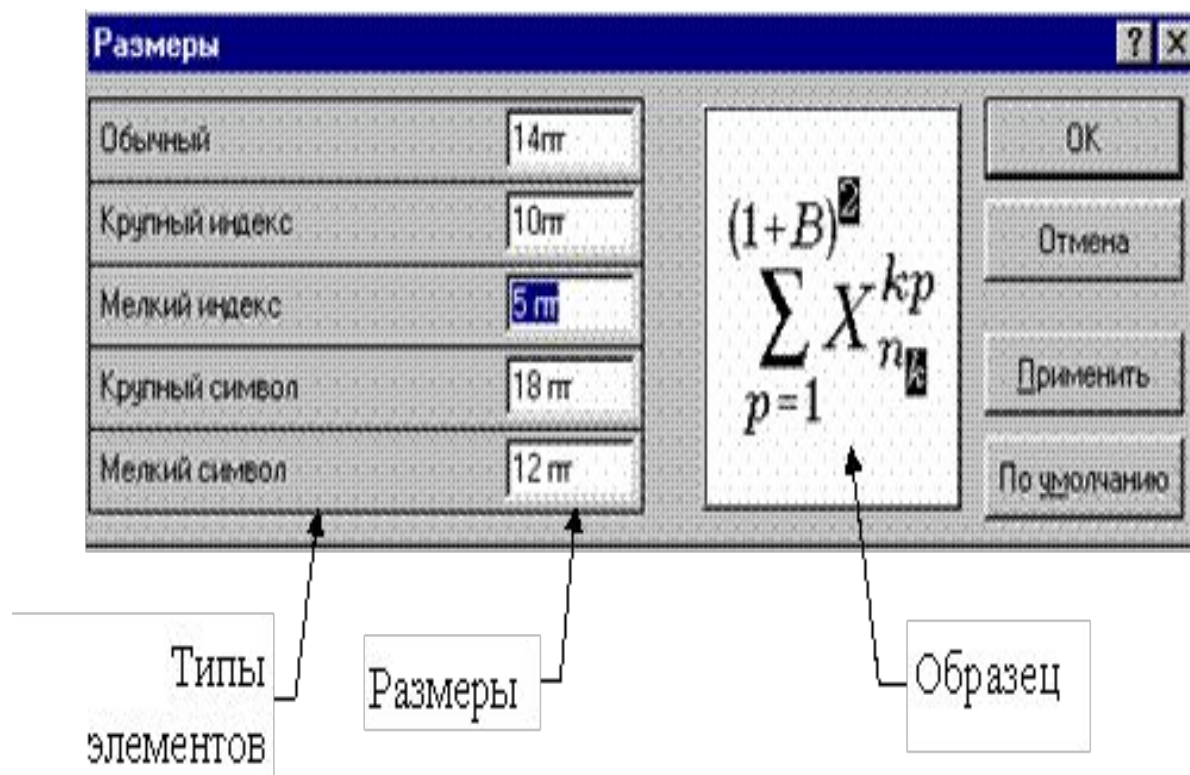 Размеры
Обычный 14пт
Крупный индекс 10пт
Мелкий индекс 5 пт
Крупный символ 18 пт
Мелкий символ 12 пт
(1+B)2
∑ X kp n k
p=1
ОК
Отмена
Применить
По умолчанию
Типы
элементов
Размеры
Образец